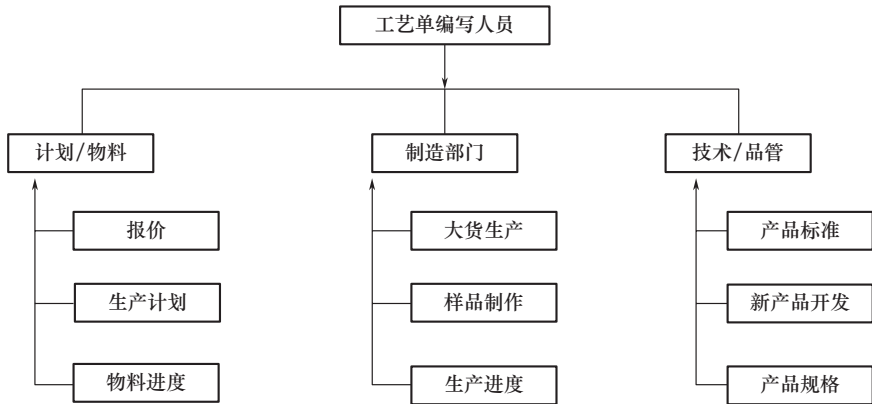 工艺单编写人员
计划/物料
制造部门
技术/品管
报价
大货生产
产品标准
生产计划
样品制作
新产品开发
物料进度
生产进度
产品规格